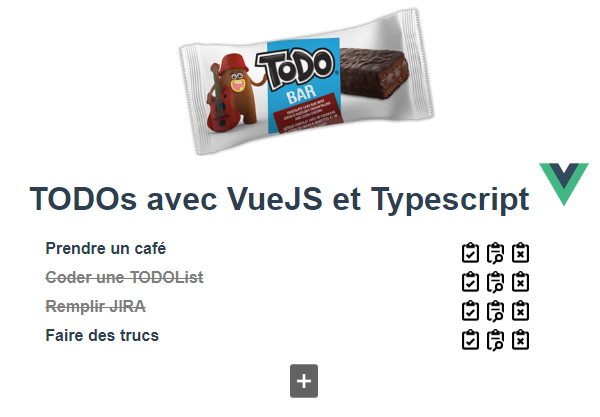 TODO
BAR
TODOs avec VueJS et Typescript
Prendre un café
Coder une TODOList
Remplir JIRA
Faire des trucs